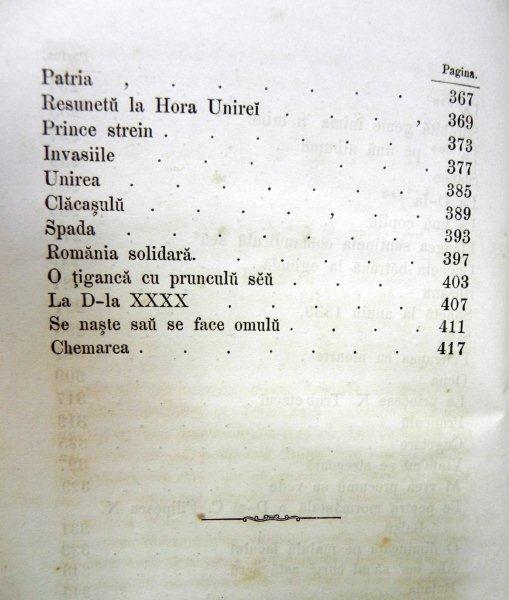 Pagina.
Patria , . . . . . . . 367
Resunetŭ la Hora Unireĭ . . . , 369
Prince strein . . . . . . 373
Invasiile . . . . . . . 377
Unirea . . . . . . . 385
Clăcașulŭ . . . . , . . 389
Spada . . . . . . . 393
România solidară. . . . . . 397
O țigancă cu prunculŭ sĕŭ . . . . 403
La D-la XXXX . . . . . 407
Se naște saŭ se face omulŭ . . . . 411
Chemarea . . . . . . . 417